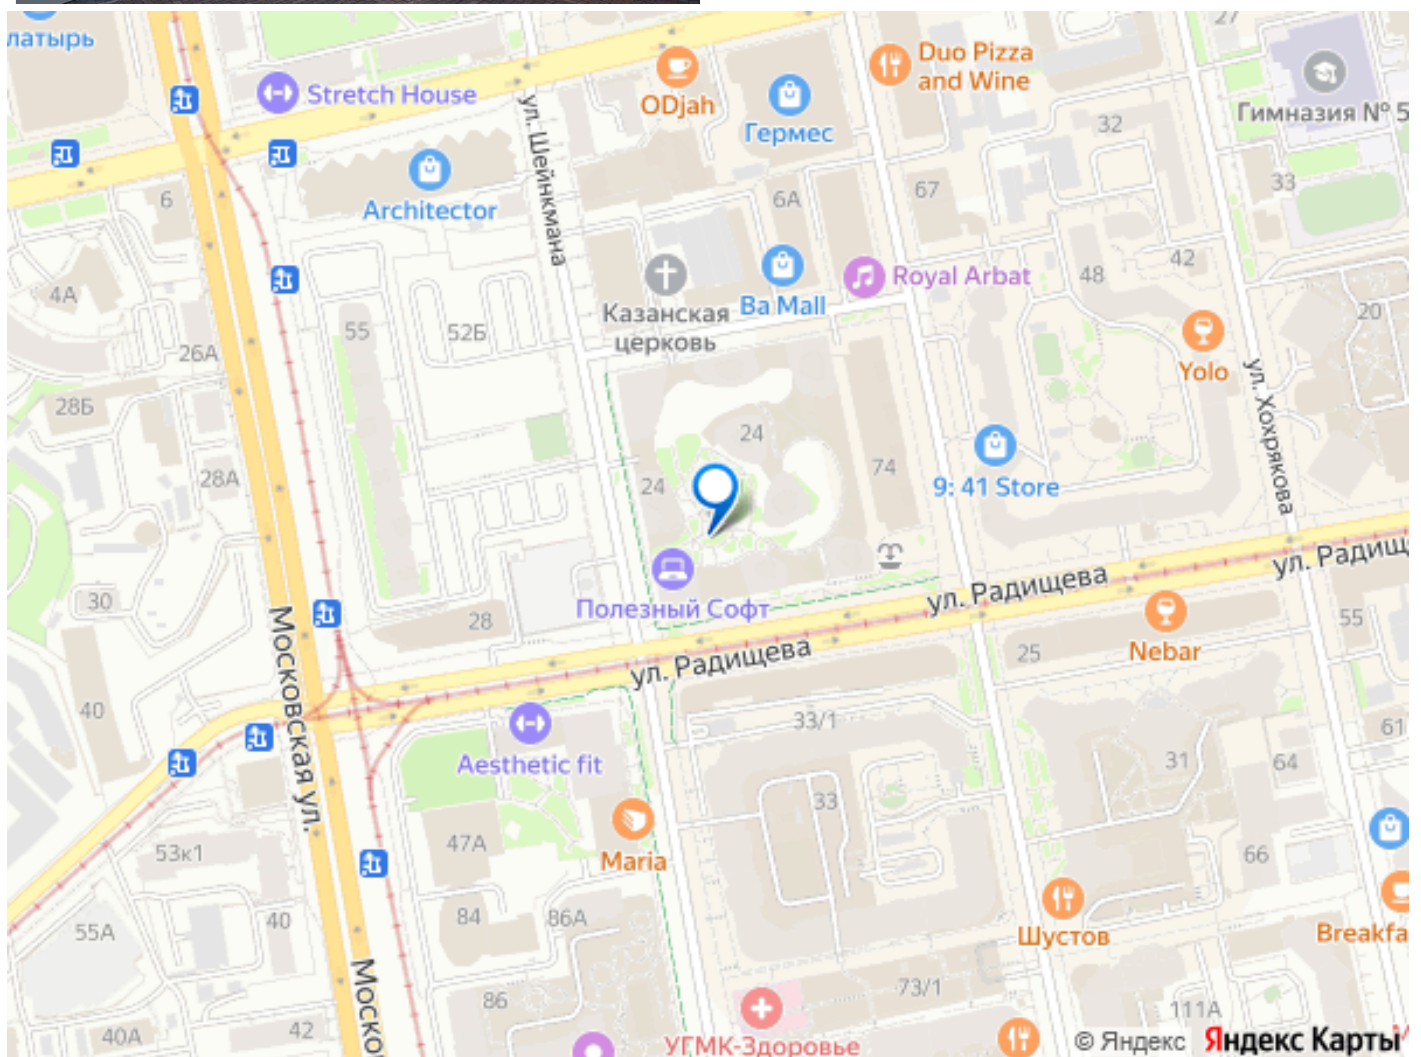 латырь
27
Duo Pizza
and Wine
Stretch House
ODjah
Гермес
Гимназия № 5
ул. Шейнкмана
32
Architector
6
6А
67
33
4А
Казанская
церковь
Ba Mall
Royal Arbat
48
42
20
55
52Б
26А
Yolo
28Б
ул. Хохрякова
24
28А
24
74
9: 41 Store
ул. Радищ
30
Полезный Софт
ул. Радищева
28
55
Московская ул.
ул. Радищева
25
Nebar
40
33/1
61
Aesthetic fit
31
64
33
53к1
47А
Maria
66
55А
40
84
86А
Шустов
Breakfa
Моско
86
73/1
111А
40А
42
УГМК-Здоровье
© Яндекс Яндекс Карты